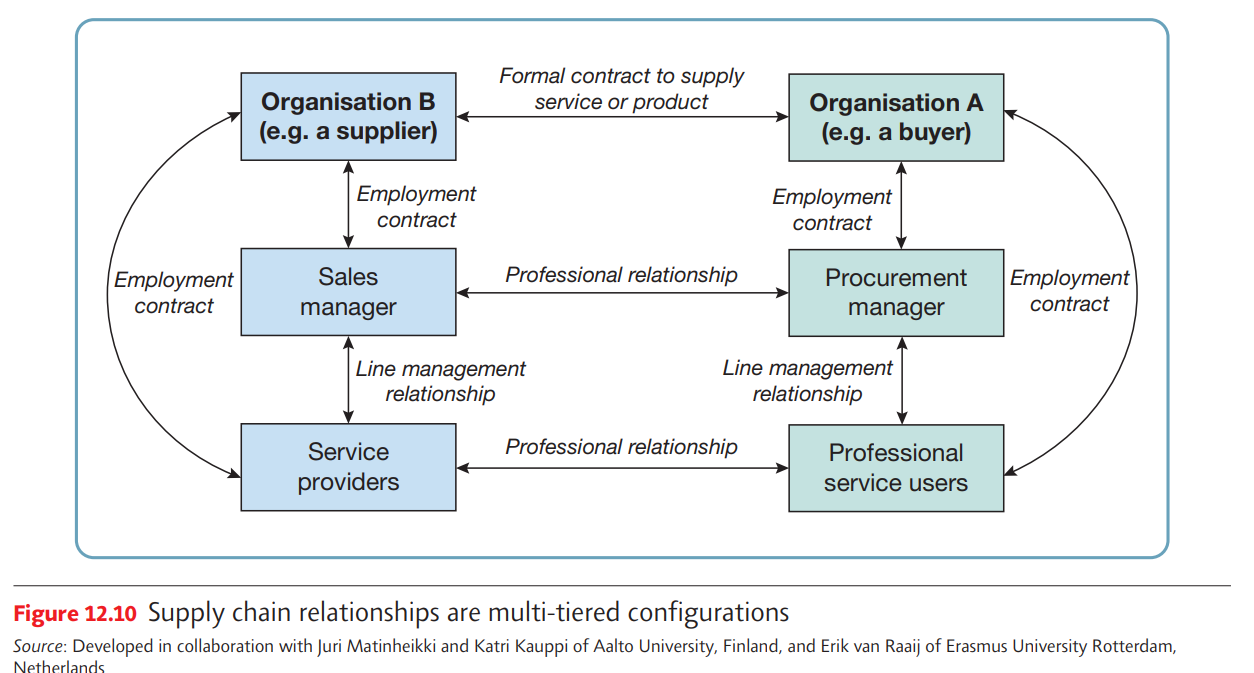 Formal contract to supply
service or product
Organisation B
(e.g. a supplier)
Organisation A
(e.g. a buyer)
Employment
contract
Employment
contract
Employment
contract
Sales
manager
Professional relationship
Procurement
manager
Employment
contract
Line management
relationship
Line management
relationship
Service
providers
Professional relationship
Professional
service users
Figure 12.10 Supply chain relationships are multi-tiered configurations
Source: Developed in collaboration with Juri Matinheikki and Katri Kauppi of Aalto University, Finland, and Erik van Raaij of Erasmus University Rotterdam,
Netherlands